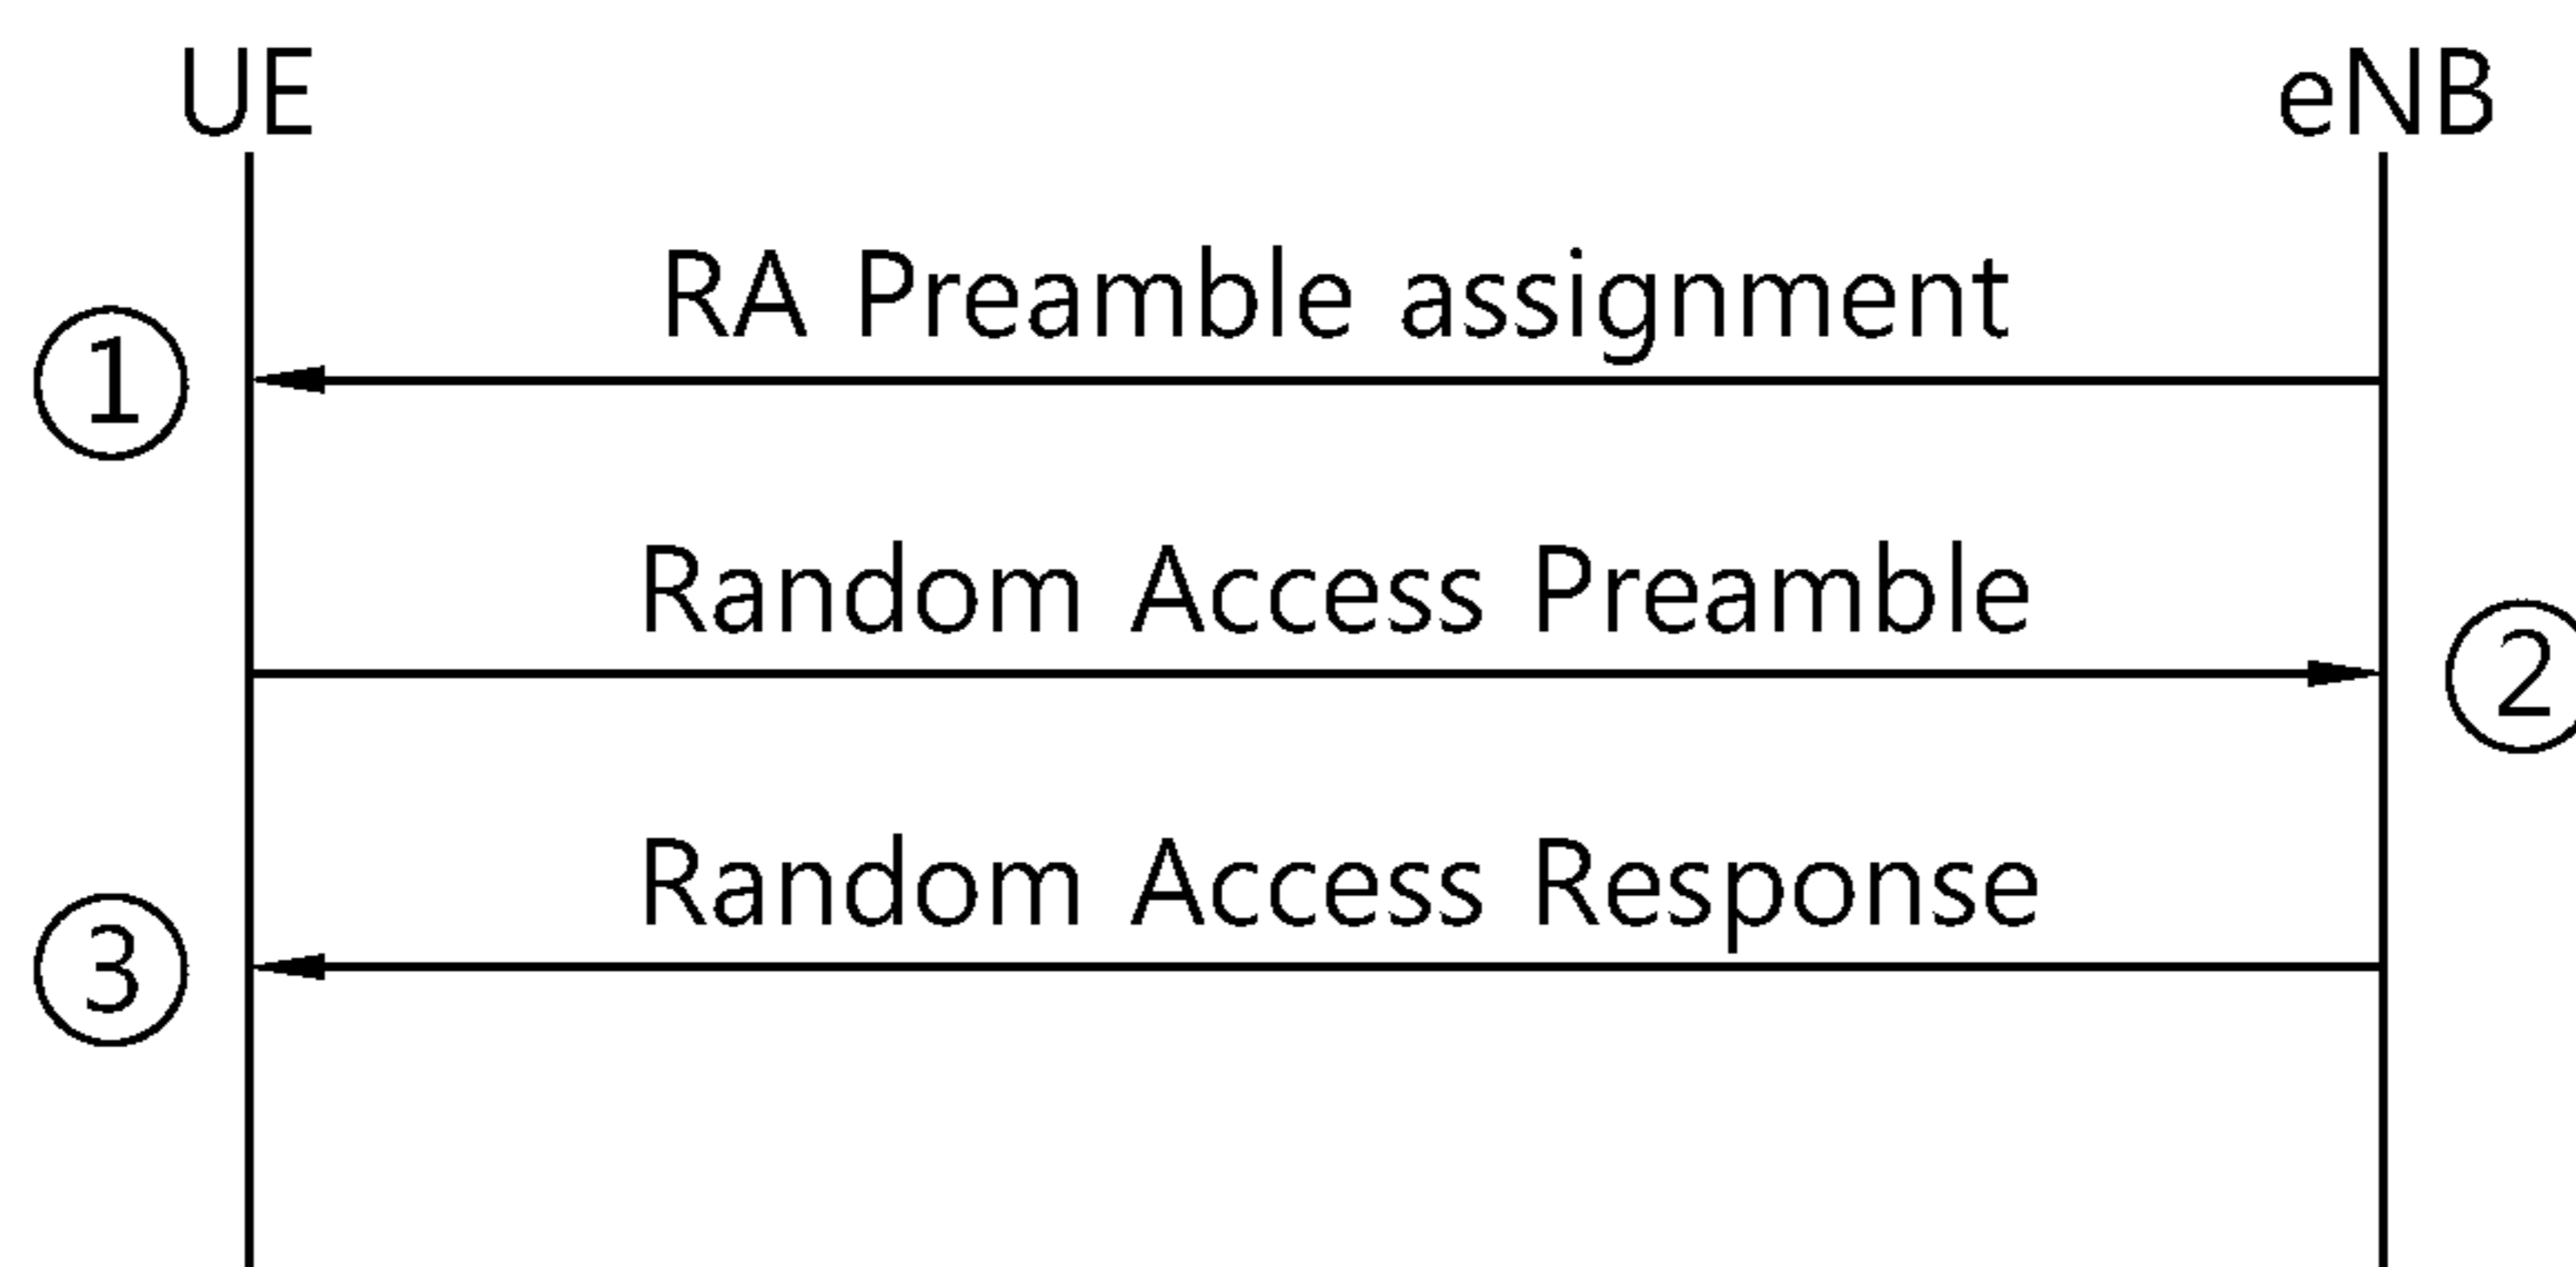 UE eNB
RA Preamble assignment
①
Random Access Preamble
②
Random Access Response
③